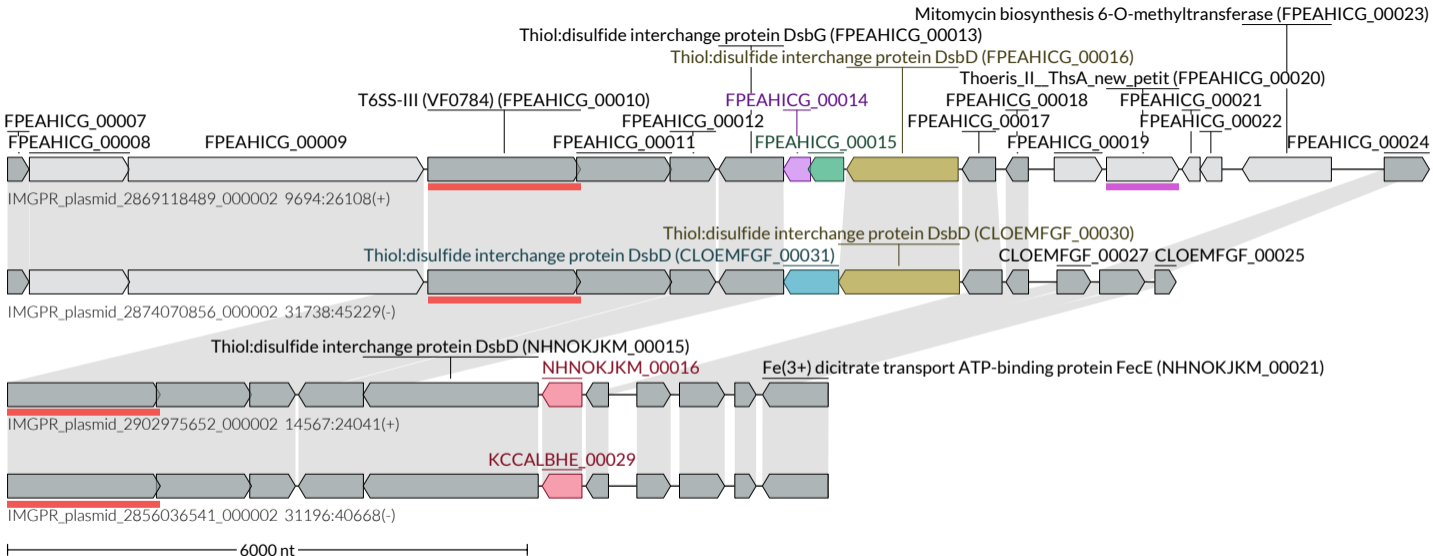 Mitomycin biosynthesis 6-O-methyltransferase (FPEAHICG_00023)
Thiol:disulfide interchange protein DsbG (FPEAHICG_00013)
Thiol:disulfide interchange protein DsbD (FPEAHICG_00016)
Thoeris_II__ThsA_new_petit (FPEAHICG_00020)
T6SS-III (VF0784) (FPEAHICG_00010)
FPEAHICG_00014
FPEAHICG_00018
FPEAHICG_00021
FPEAHICG_00007
FPEAHICG_00012
FPEAHICG_00017
FPEAHICG_00022
FPEAHICG_00008
FPEAHICG_00009
FPEAHICG_00011
FPEAHICG_00015
FPEAHICG_00019
FPEAHICG_00024
IMGPR_plasmid_2869118489_000002 9694:26108(+)
Thiol:disulfide interchange protein DsbD (CLOEMFGF_00030)
Thiol:disulfide interchange protein DsbD (CLOEMFGF_00031)
CLOEMFGF_00027
CLOEMFGF_00025
IMGPR_plasmid_2874070856_000002 31738:45229(-)
Thiol:disulfide interchange protein DsbD (NHNOKJKM_00015)
NHNOKJKM_00016
Fe(3+) dicitrate transport ATP-binding protein FecE (NHNOKJKM_00021)
IMGPR_plasmid_2902975652_000002 14567:24041(+)
KCCALBHE_00029
IMGPR_plasmid_2856036541_000002 31196:40668(-)
6000 nt